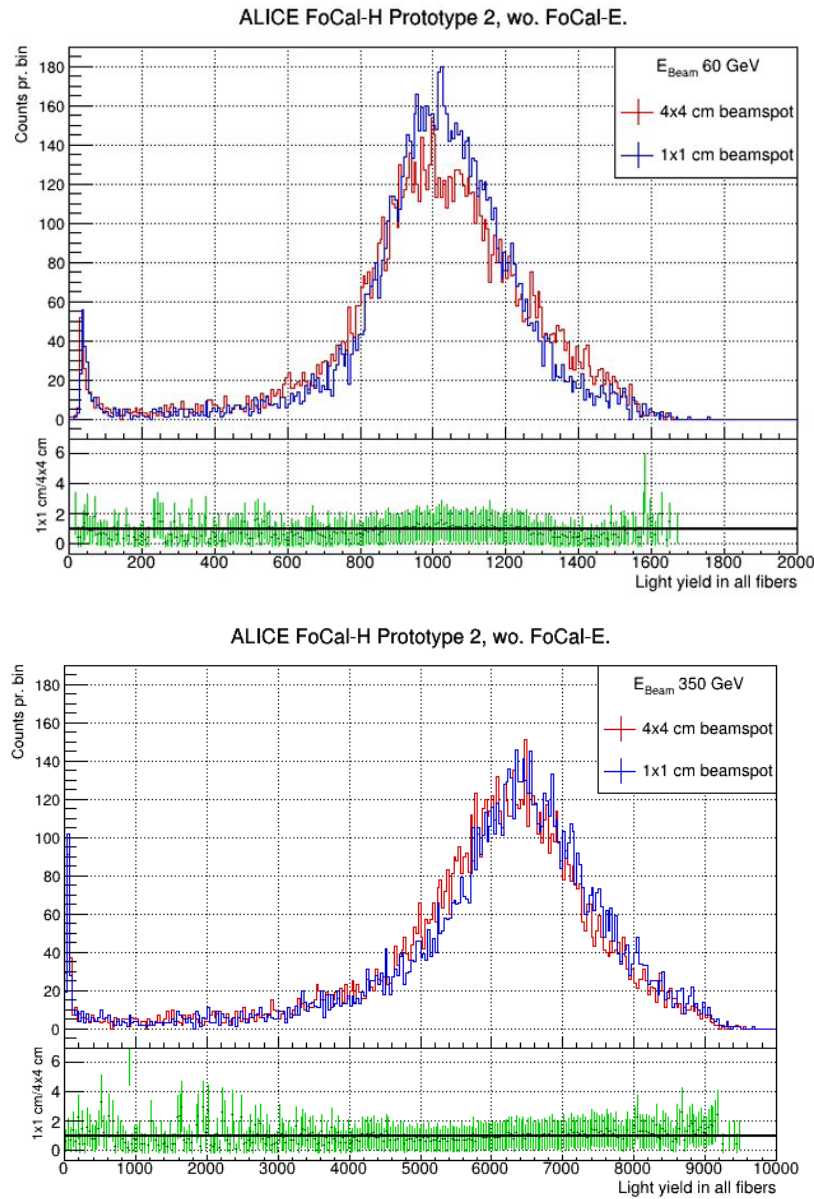 ALICE FoCal-H Prototype 2, wo. FoCal-E.
Counts pr. bin
180
160
140
120
100
80
60
40
20
0
E_Beam 60 GeV
4x4 cm beamspot
1x1 cm beamspot
1x1 cm/4x4 cm
6
4
2
0
0 200 400 600 800 1000 1200 1400 1600 1800 2000
Light yield in all fibers
ALICE FoCal-H Prototype 2, wo. FoCal-E.
Counts pr. bin
180
160
140
120
100
80
60
40
20
0
E_Beam 350 GeV
4x4 cm beamspot
1x1 cm beamspot
1x1 cm/4x4 cm
6
4
2
0
0 1000 2000 3000 4000 5000 6000 7000 8000 9000 10000
Light yield in all fibers